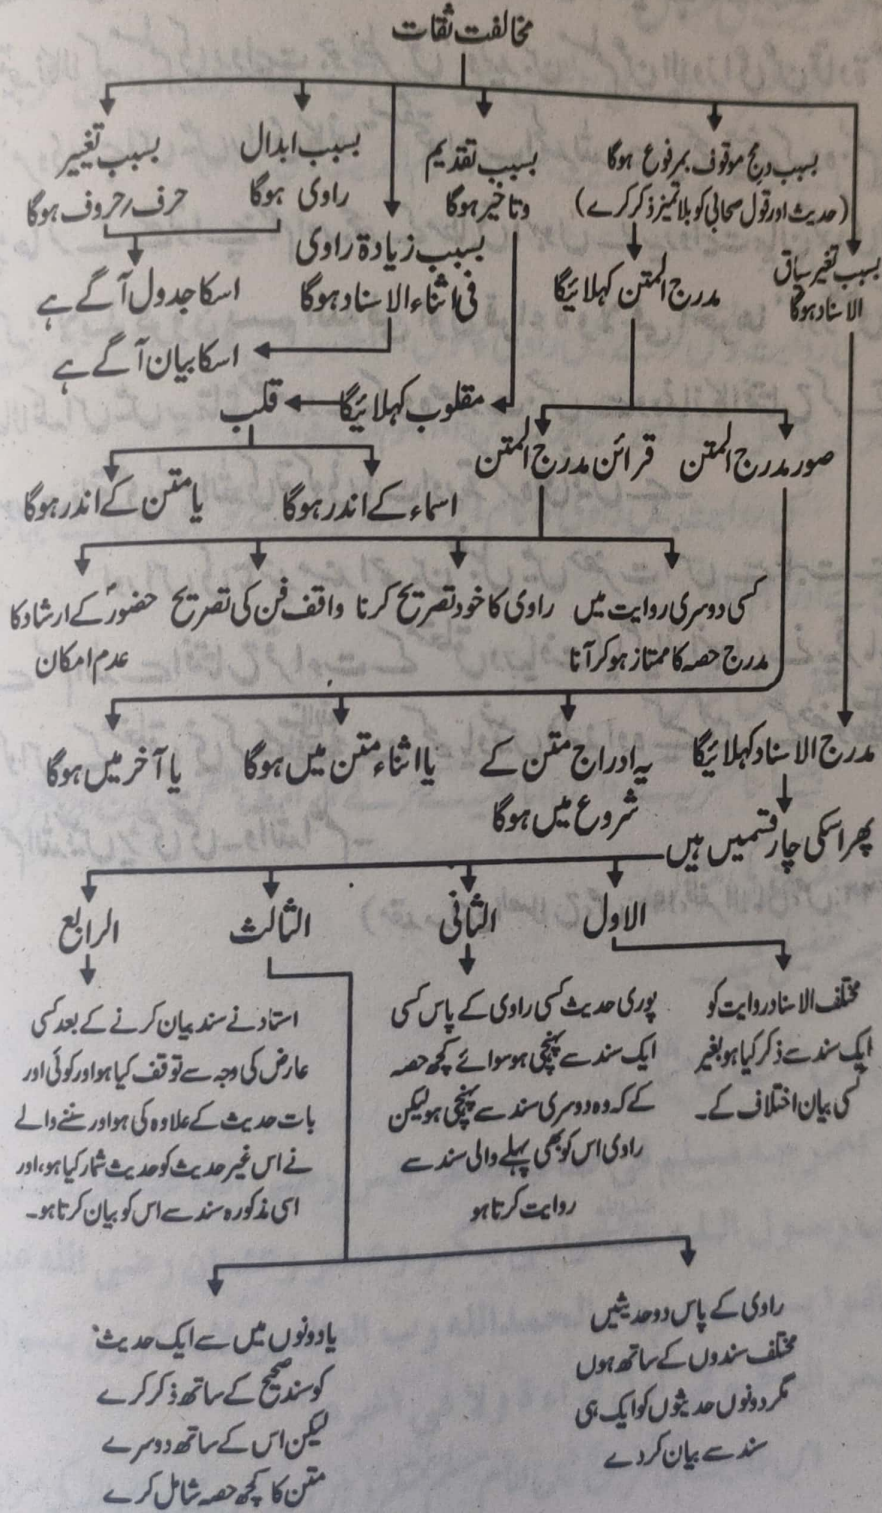 مخالفت ثقات
بسبب تغیر سیاق
الاسناد ہوگا
بسبب دمج موقوف بمرفوع ہوگا
(حدیث اور قول صحابی کو بلا تمیز ذکر کرے)
بسبب تقدیم
وتاخیر ہوگا
بسبب زیادۃ راوی
فی اثناء الاسناد ہوگا
بسبب ابدال
راوی ہوگا
بسبب تغییر
حرف رحروف ہوگا
مدرج المتن کہلائیگا
اسکا جدول آگے ہے
اسکا بیان آگے ہے
مقلوب کہلائیگا
قلب
صور مدرج المتن
قرائن مدرج المتن
اسماء کے اندر ہوگا
یا متن کے اندر ہوگا
کسی دوسری روایت میں
مدرج حصہ کا ممتاز ہو کر آنا
راوی کا خود تصریح کرنا
واقف فن کی تصریح
حضورؐ کے ارشاد کا
عدم امکان
مدرج الاسناد کہلائیگا
یہ ادراج متن کے
شروع میں ہوگا
یا اثناء متن میں ہوگا
یا آخر میں ہوگا
پھر اسکی چار قسمیں ہیں
الاول
الثانی
الثالث
الرابع
مختلف الاسناد روایت کو
ایک سند سے ذکر کیا ہو بغیر
کسی بیان اختلاف کے۔
پوری حدیث کسی راوی کے پاس کسی
ایک سند سے پہنچی ہو سوائے کچھ حصہ
کے کہ وہ دوسری سند سے پہنچی ہو لیکن
راوی اس کو بھی پہلے والی سند سے
روایت کرتا ہو
استاد نے سند بیان کرنے کے بعد کسی
عارض کی وجہ سے توقف کیا ہو اور کوئی اور
بات حدیث کے علاوہ کی ہو اور سننے والے
نے اس غیر حدیث کو حدیث شمار کیا ہو، اور
اسی مذکورہ سند سے اس کو بیان کرتا ہو۔
راوی کے پاس دو حدیثیں
مختلف سندوں کے ساتھ ہوں
مگر دونوں حدیثوں کو ایک ہی
سند سے بیان کر دے
یا دونوں میں سے ایک حدیث
کو سند صحیح کے ساتھ ذکر کرے
لیکن اس کے ساتھ دوسرے
متن کا کچھ حصہ شامل کرے